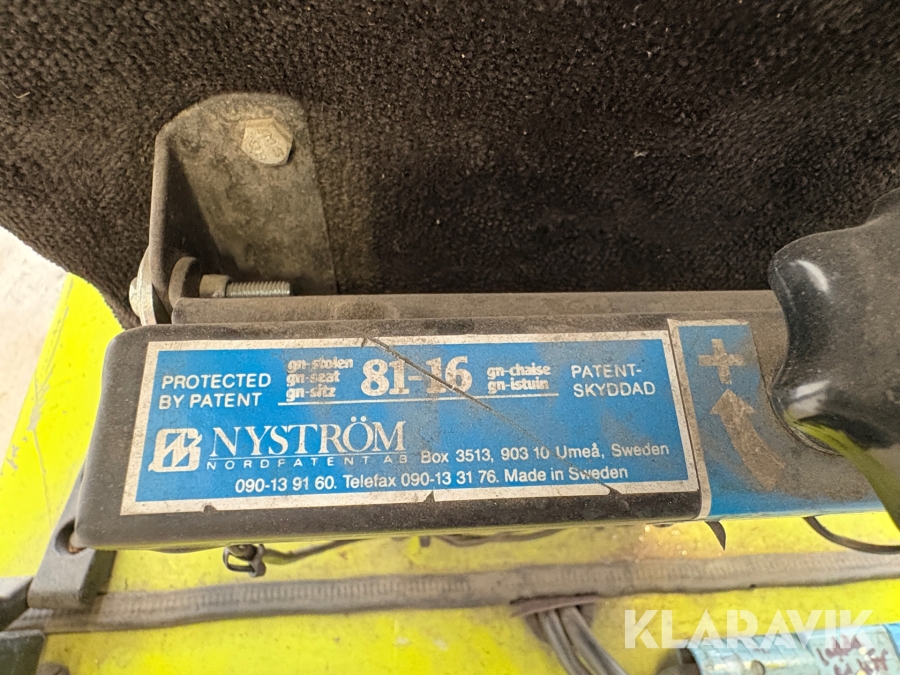 PROTECTED
BY PATENT
gn-stolen
gn-seat
gn-sitz
81-16
gn-chaise
gn-istuin
PATENT-
SKYDDAD
NYSTRÖM
NORDPATENT AB Box 3513, 903 10 Umeå, Sweden
090-13 91 60. Telefax 090-13 31 76. Made in Sweden
+
KLARAVIK